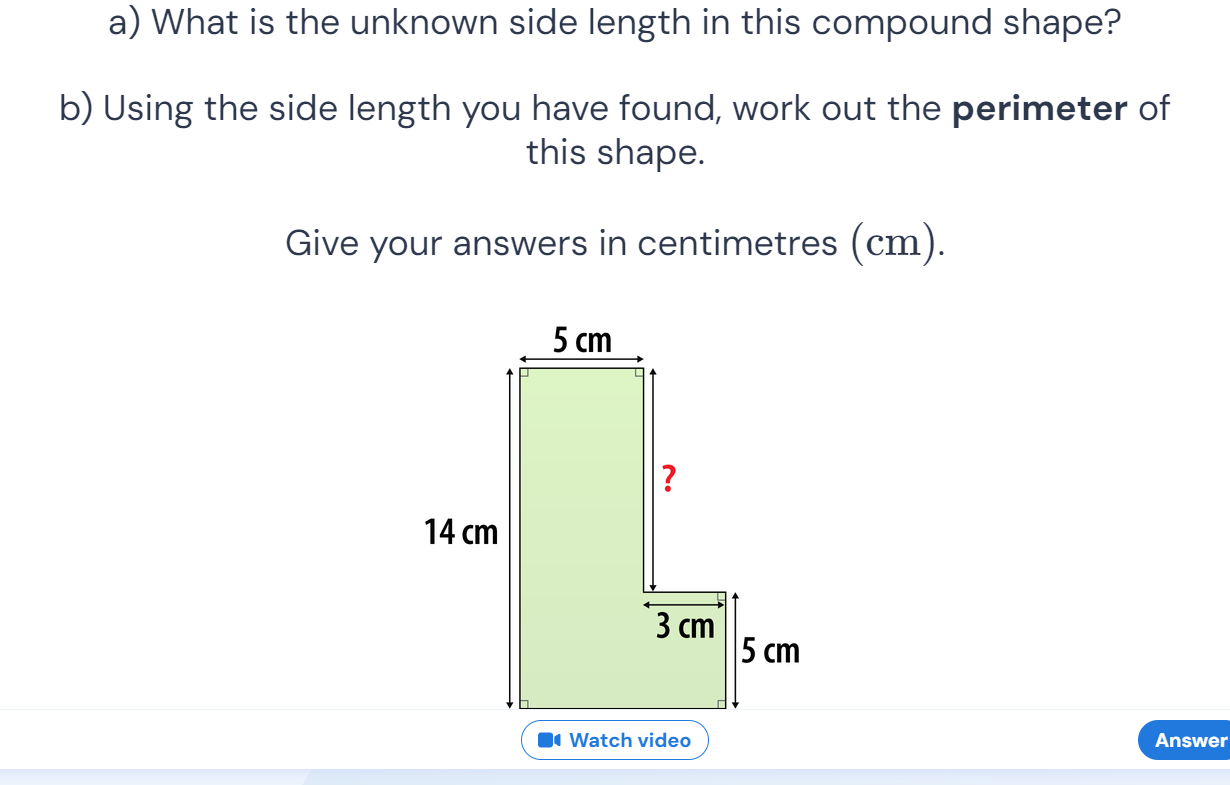 a) What is the unknown side length in this compound shape?
b) Using the side length you have found, work out the perimeter of
this shape.
Give your answers in centimetres (cm).
5 cm
?
14 cm
3 cm
5 cm
Watch video
Answer